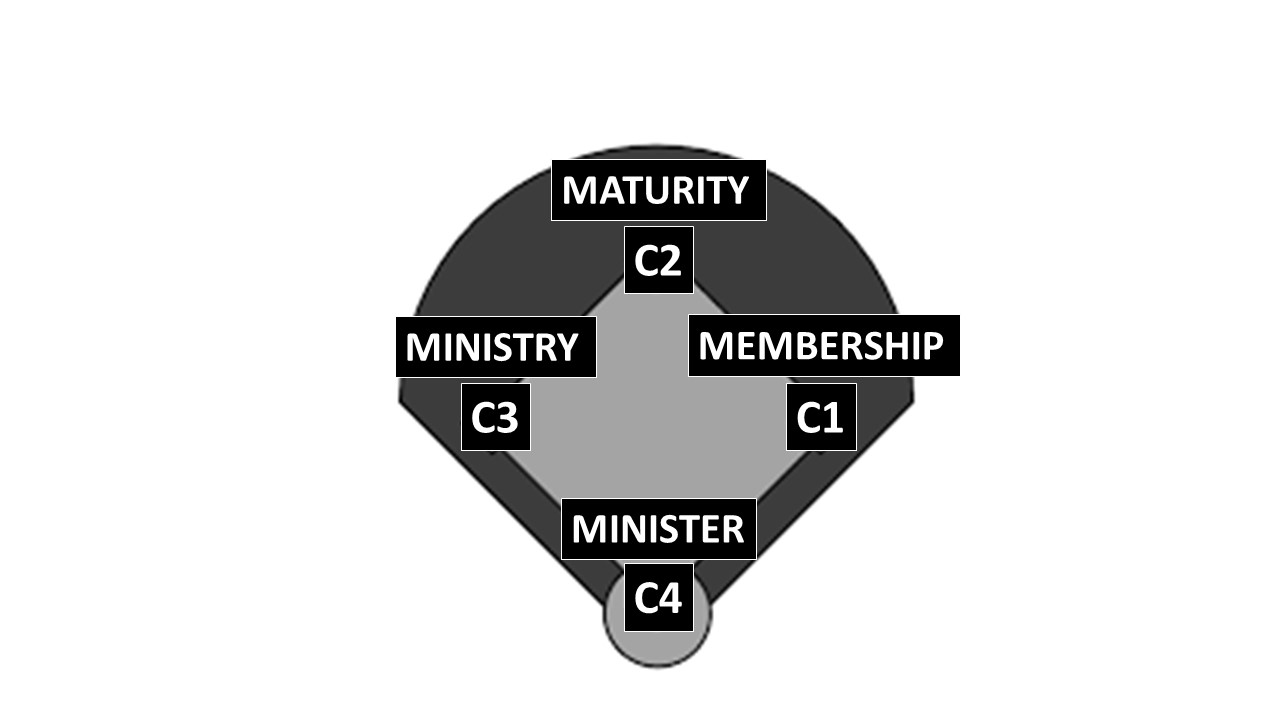 MATURITY
C2
MINISTRY
MEMBERSHIP
C3
C1
MINISTER
C4